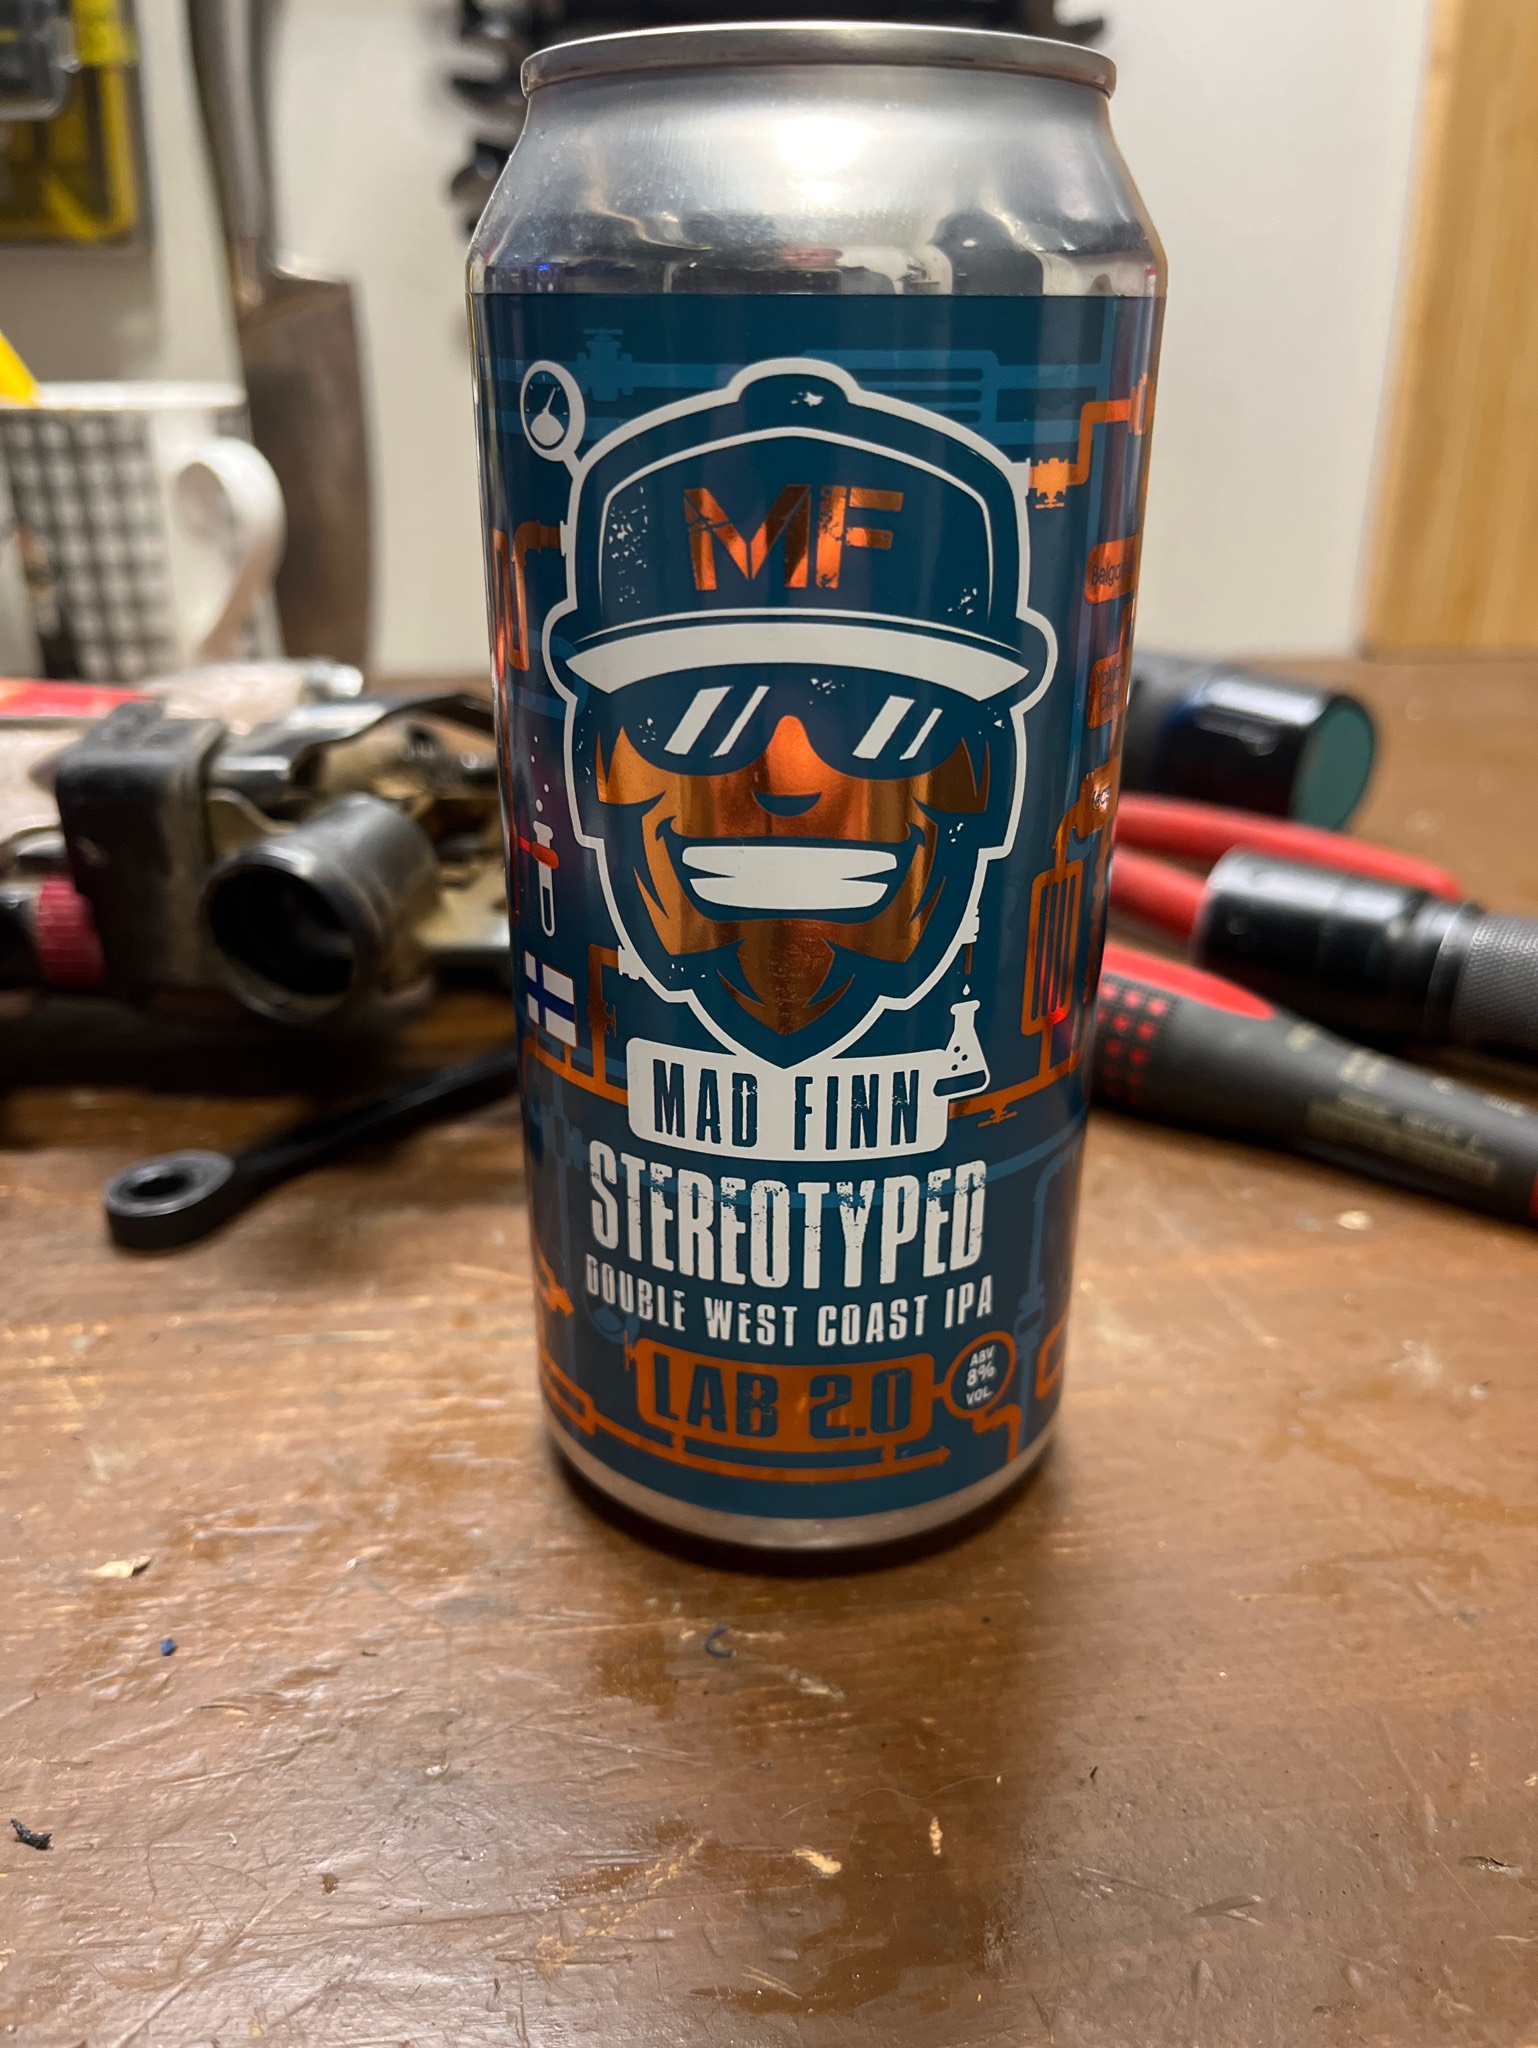 MF
MAD FINN
STEREOTYPED
DOUBLE WEST COAST IPA
LAB 2.0
ABV
8%
VOL.